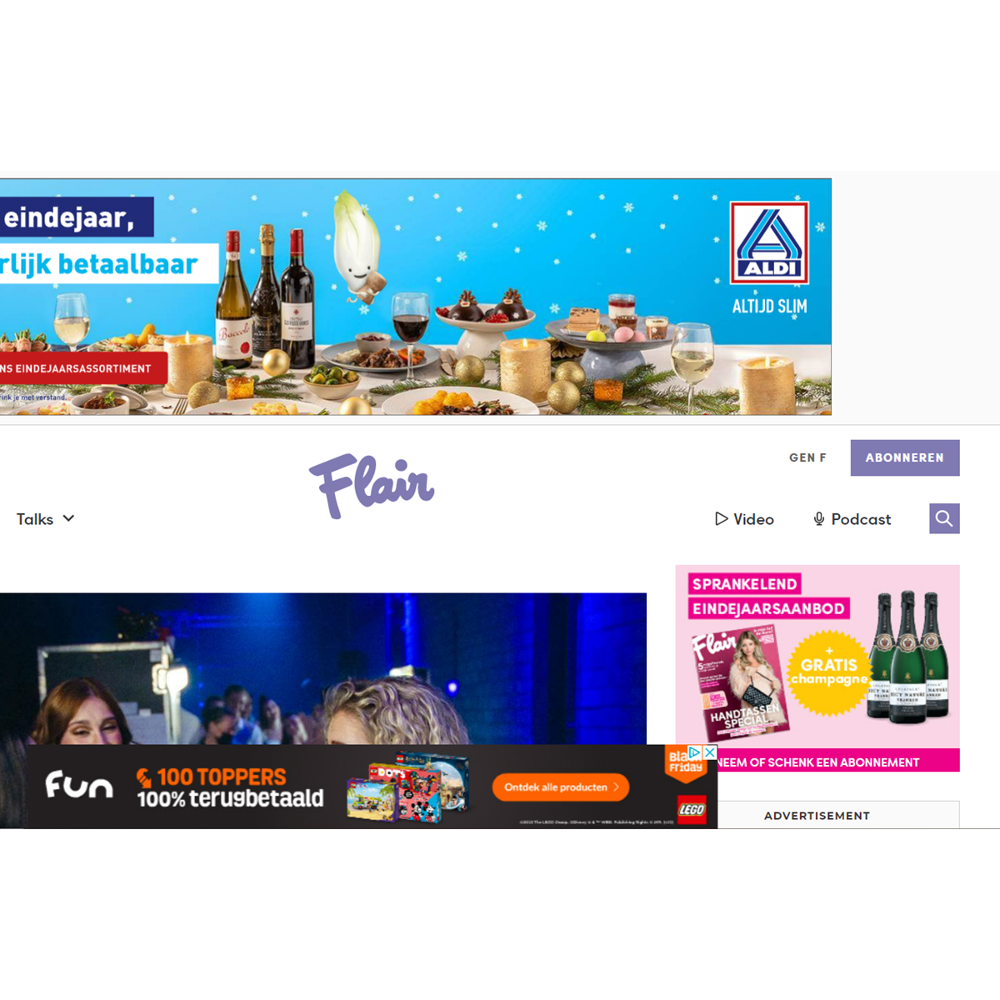 eindejaar,
rlijk betaalbaar
NS EINDEJAARSASSORTIMENT
rink je met verstand.
Baccolo
ALDI
ALTIJD SLIM
Flair
GEN F
ABONNEREN
Talks
Video
Podcast
SPRANKELEND
EINDEJAARSAANBOD
Flair
HANDTASSEN
SPECIAL
+
GRATIS
champagne
NEEM OF SCHENK EEN ABONNEMENT
fun
100 TOPPERS
100% terugbetaald
DOTS
Ontdek alle producten
Black
Friday
LEGO
ADVERTISEMENT